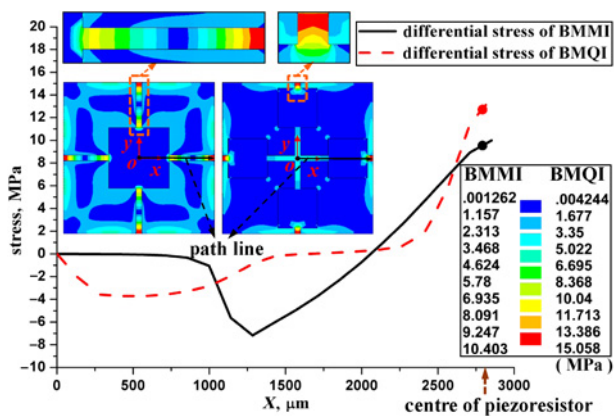 differential stress of BMMI
differential stress of BMQI
stress, MPa
20
18
16
14
12
10
8
6
4
2
0
−2
−4
−6
−8
−10
y
o
x
y
o
x
path line
BMMI BMQI
.001262 .004244
1.157 1.677
2.313 3.35
3.468 5.022
4.624 6.695
5.78 8.368
6.935 10.04
8.091 11.713
9.247 13.386
10.403 15.058
( MPa )
0 500 1000 1500 2000 2500 3000
X, μm
centre of piezoresistor